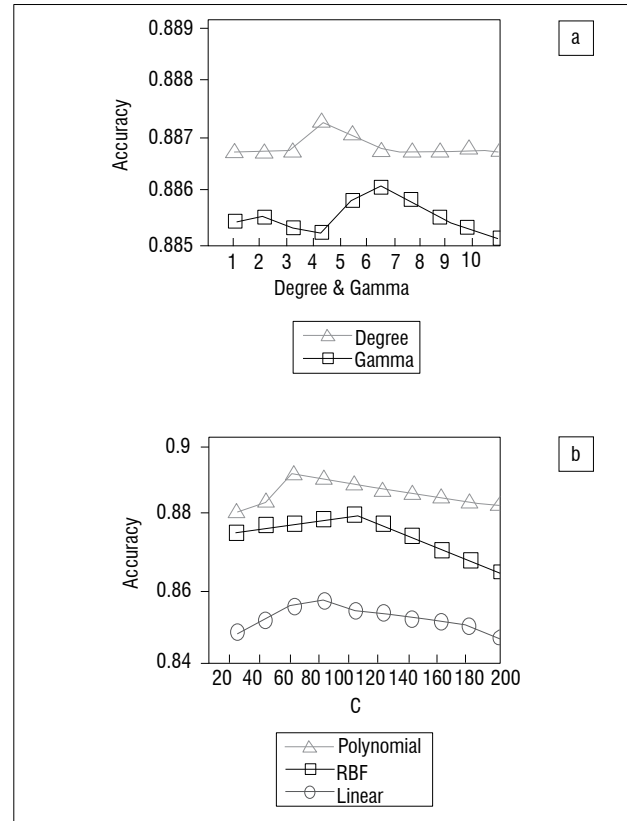 a
0.889
0.888
0.887
0.886
0.885
Accuracy
1 2 3 4 5 6 7 8 9 10
Degree & Gamma
Degree
Gamma
b
0.9
0.88
0.86
0.84
Accuracy
20 40 60 80 100 120 140 160 180 200
C
Polynomial
RBF
Linear